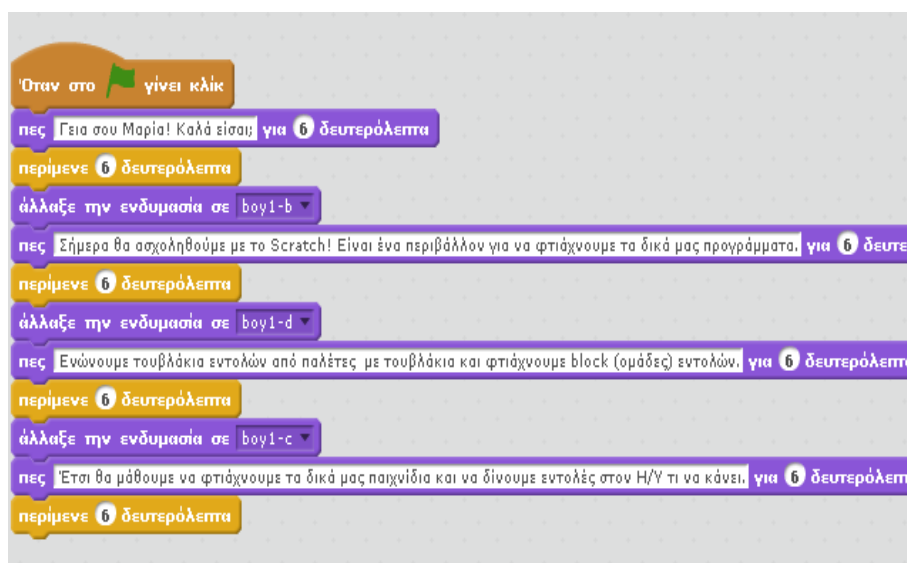 Όταν στο γίνει κλίκ
πες Γεια σου Μαρία! Καλά είσαι; για 6 δευτερόλεπτα
περίμενε 6 δευτερόλεπτα
άλλαξε την ενδυμασία σε boy1-b
πες Σήμερα θα ασχοληθούμε με το Scratch! Είναι ένα περιβάλλον για να φτιάχνουμε τα δικά μας προγράμματα. για 6 δευτε
περίμενε 6 δευτερόλεπτα
άλλαξε την ενδυμασία σε boy1-d
πες Ενώνουμε τουβλάκια εντολών από παλέτες με τουβλάκια και φτιάχνουμε block (ομάδες) εντολών. για 6 δευτερόλεπτ
περίμενε 6 δευτερόλεπτα
άλλαξε την ενδυμασία σε boy1-c
πες Έτσι θα μάθουμε να φτιάχνουμε τα δικά μας παιχνίδια και να δίνουμε εντολές στον Η/Υ τι να κάνει. για 6 δευτερόλεπ
περίμενε 6 δευτερόλεπτα